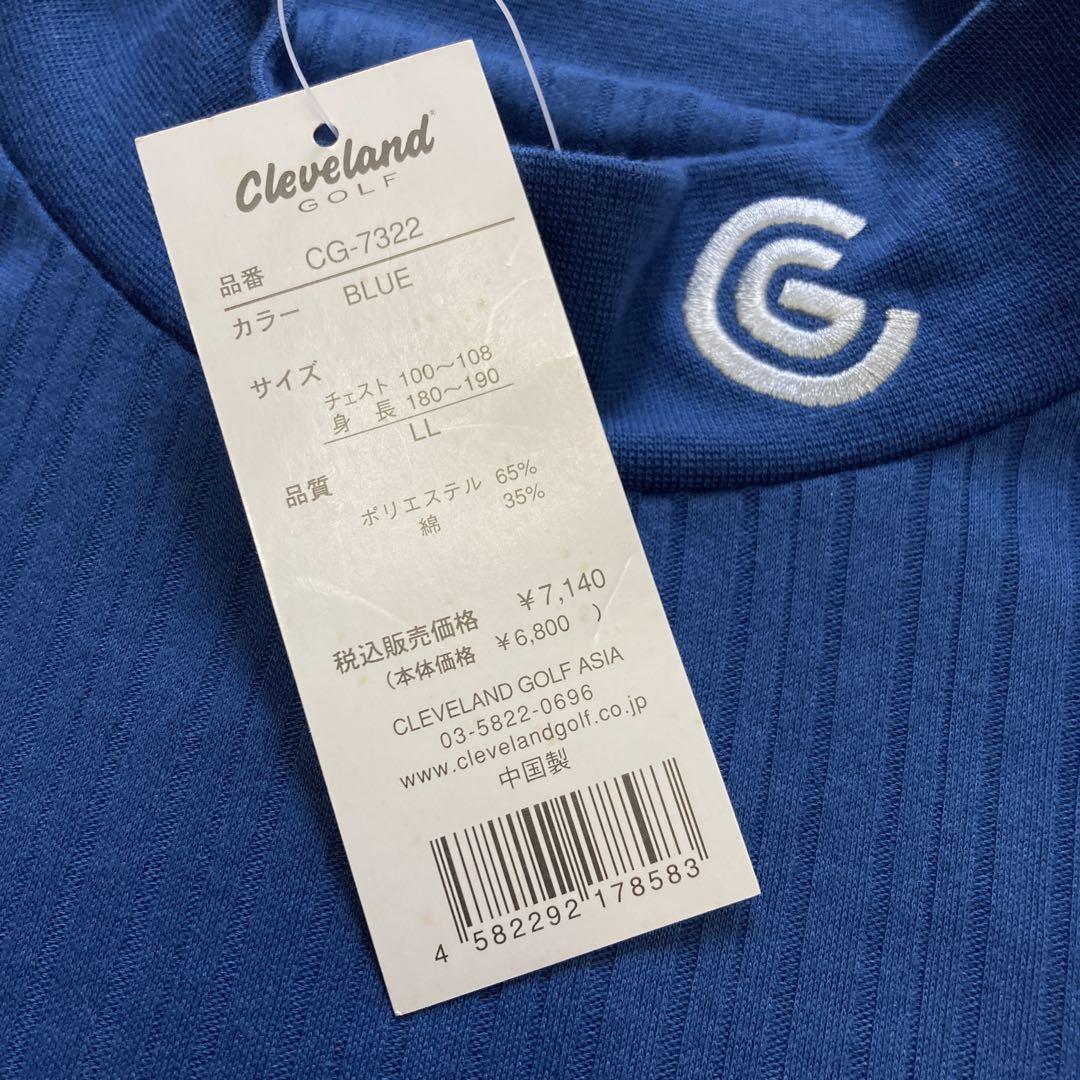 Cleveland®
GOLF
品番 CG-7322
カラー BLUE
サイズ チェスト 100〜108
身 長 180〜190
LL
品質 ポリエステル 65%
綿 35%
税込販売価格 ¥7,140
(本体価格 ¥6,800 )
CLEVELAND GOLF ASIA
03-5822-0696
www.clevelandgolf.co.jp
中国製
4 582292 178583
CG